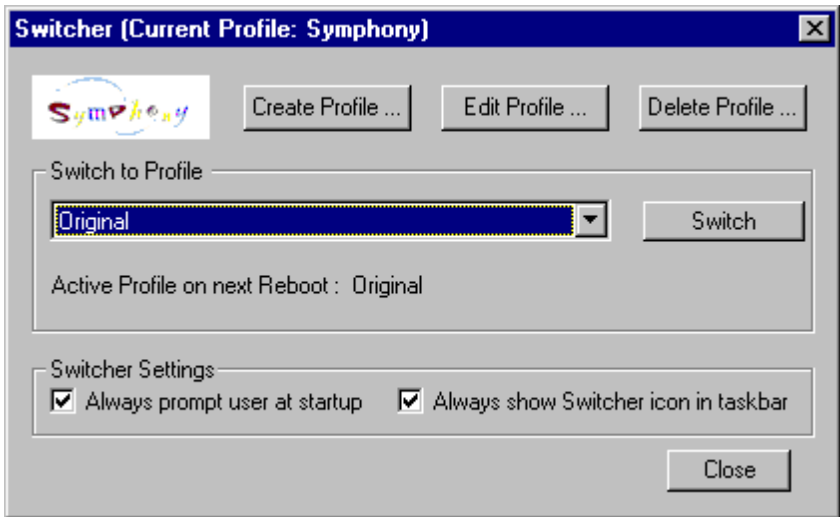 Switcher (Current Profile: Symphony)
Symphony
Create Profile ...
Edit Profile ...
Delete Profile ...
Switch to Profile
Original
Switch
Active Profile on next Reboot : Original
Switcher Settings
Always prompt user at startup
Always show Switcher icon in taskbar
Close